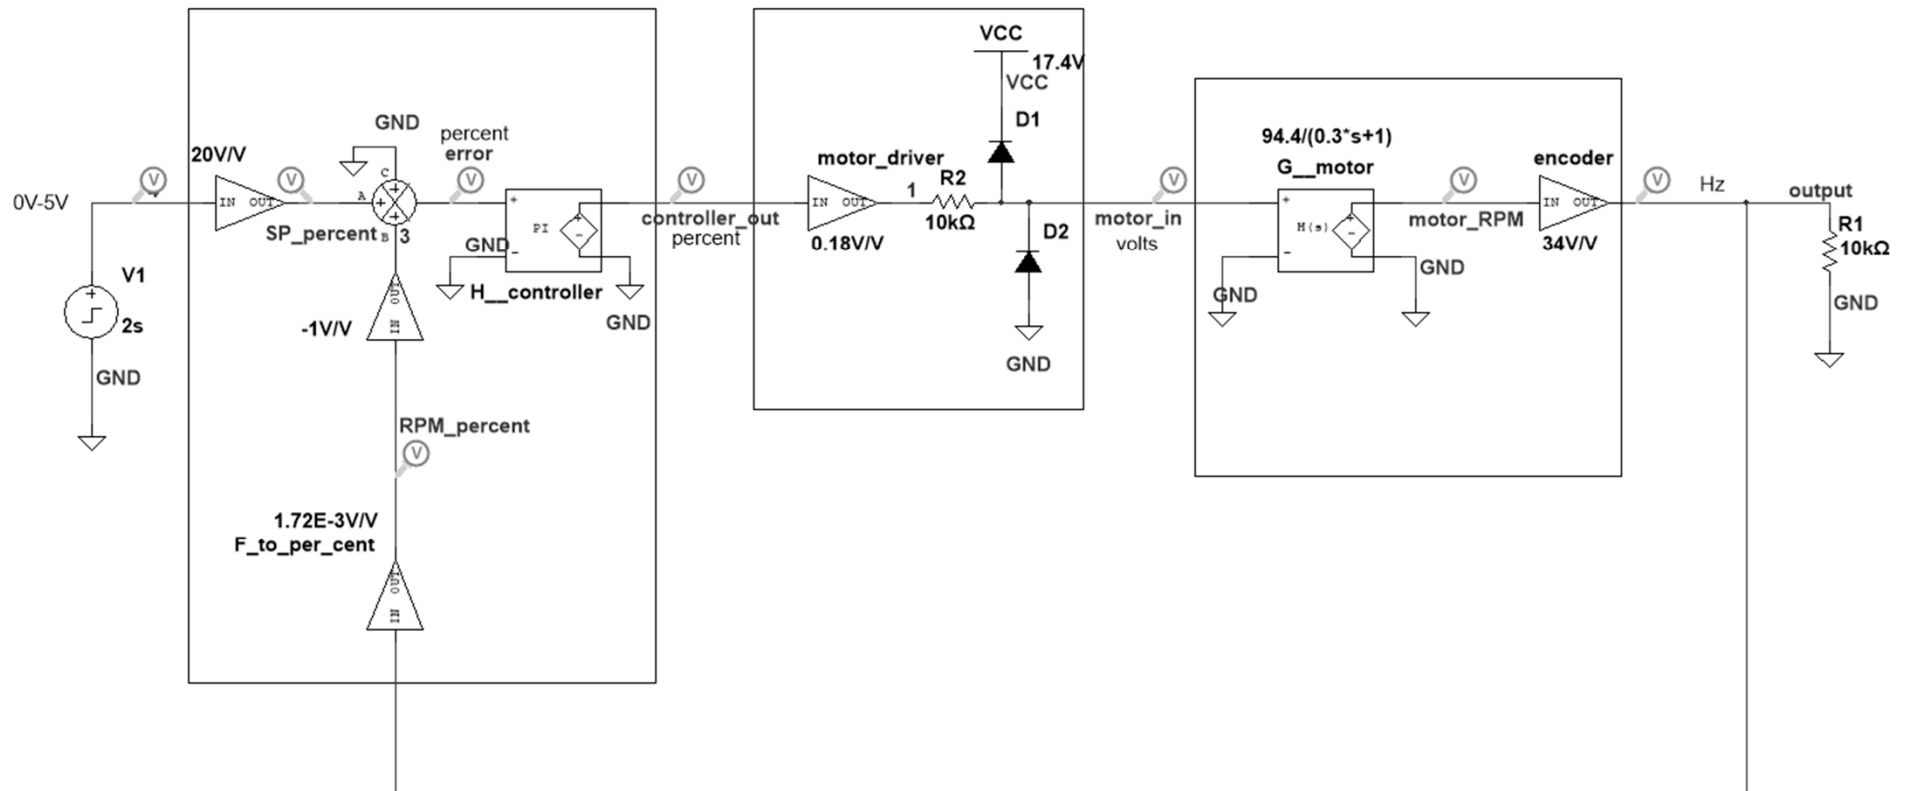 0V-5V
V1
2s
GND
20V/V
IN OUT
SP_percent
GND
C
A
B
3
percent
error
-1V/V
IN OUT
RPM_percent
1.72E-3V/V
F_to_per_cent
IN OUT
GND
PI
H__controller
GND
controller_out
percent
motor_driver
IN OUT
0.18V/V
1
R2
10kΩ
VCC
17.4V
VCC
D1
D2
GND
motor_in
volts
94.4/(0.3*s+1)
G__motor
H(s)
GND
GND
motor_RPM
encoder
IN OUT
34V/V
Hz
output
R1
10kΩ
GND
V
V
V
V
V
V
V
V